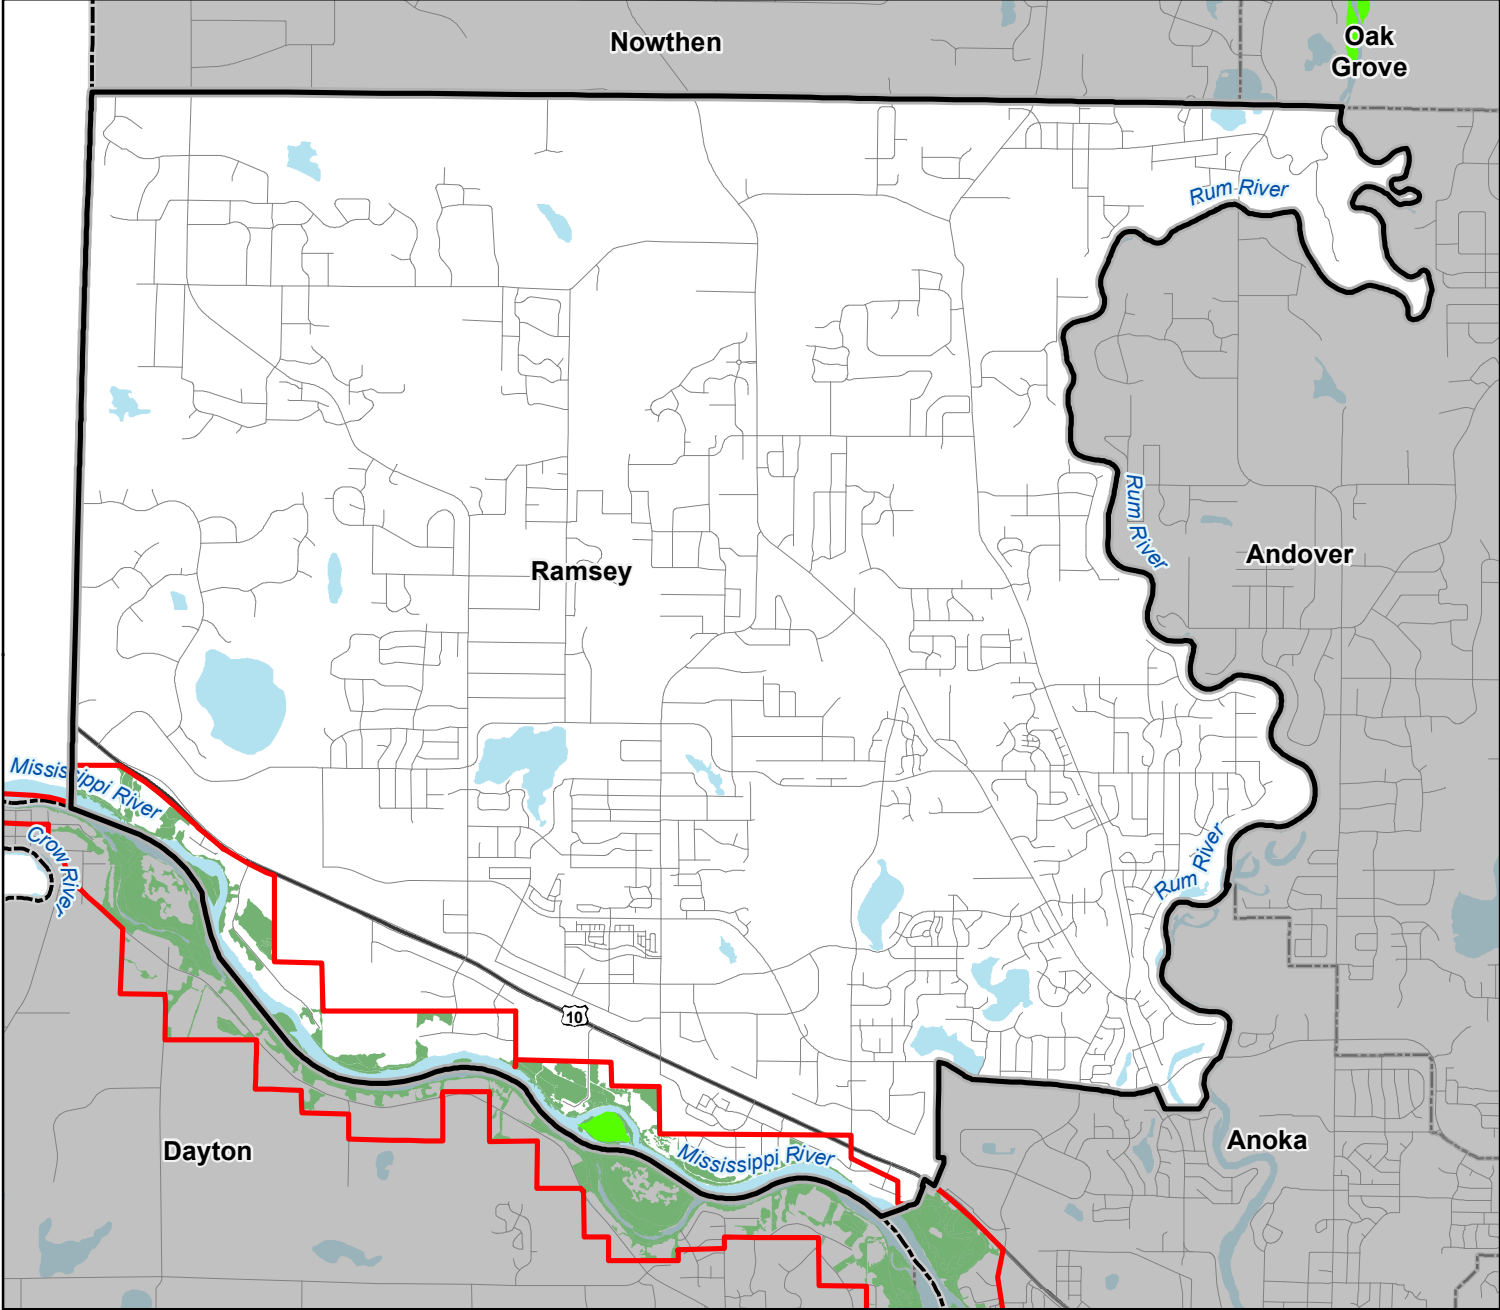 Nowthen
Oak
Grove
Rum River
Rum River
Andover
Ramsey
Mississippi River
Crow River
Rum River
10
Dayton
Mississippi River
Anoka